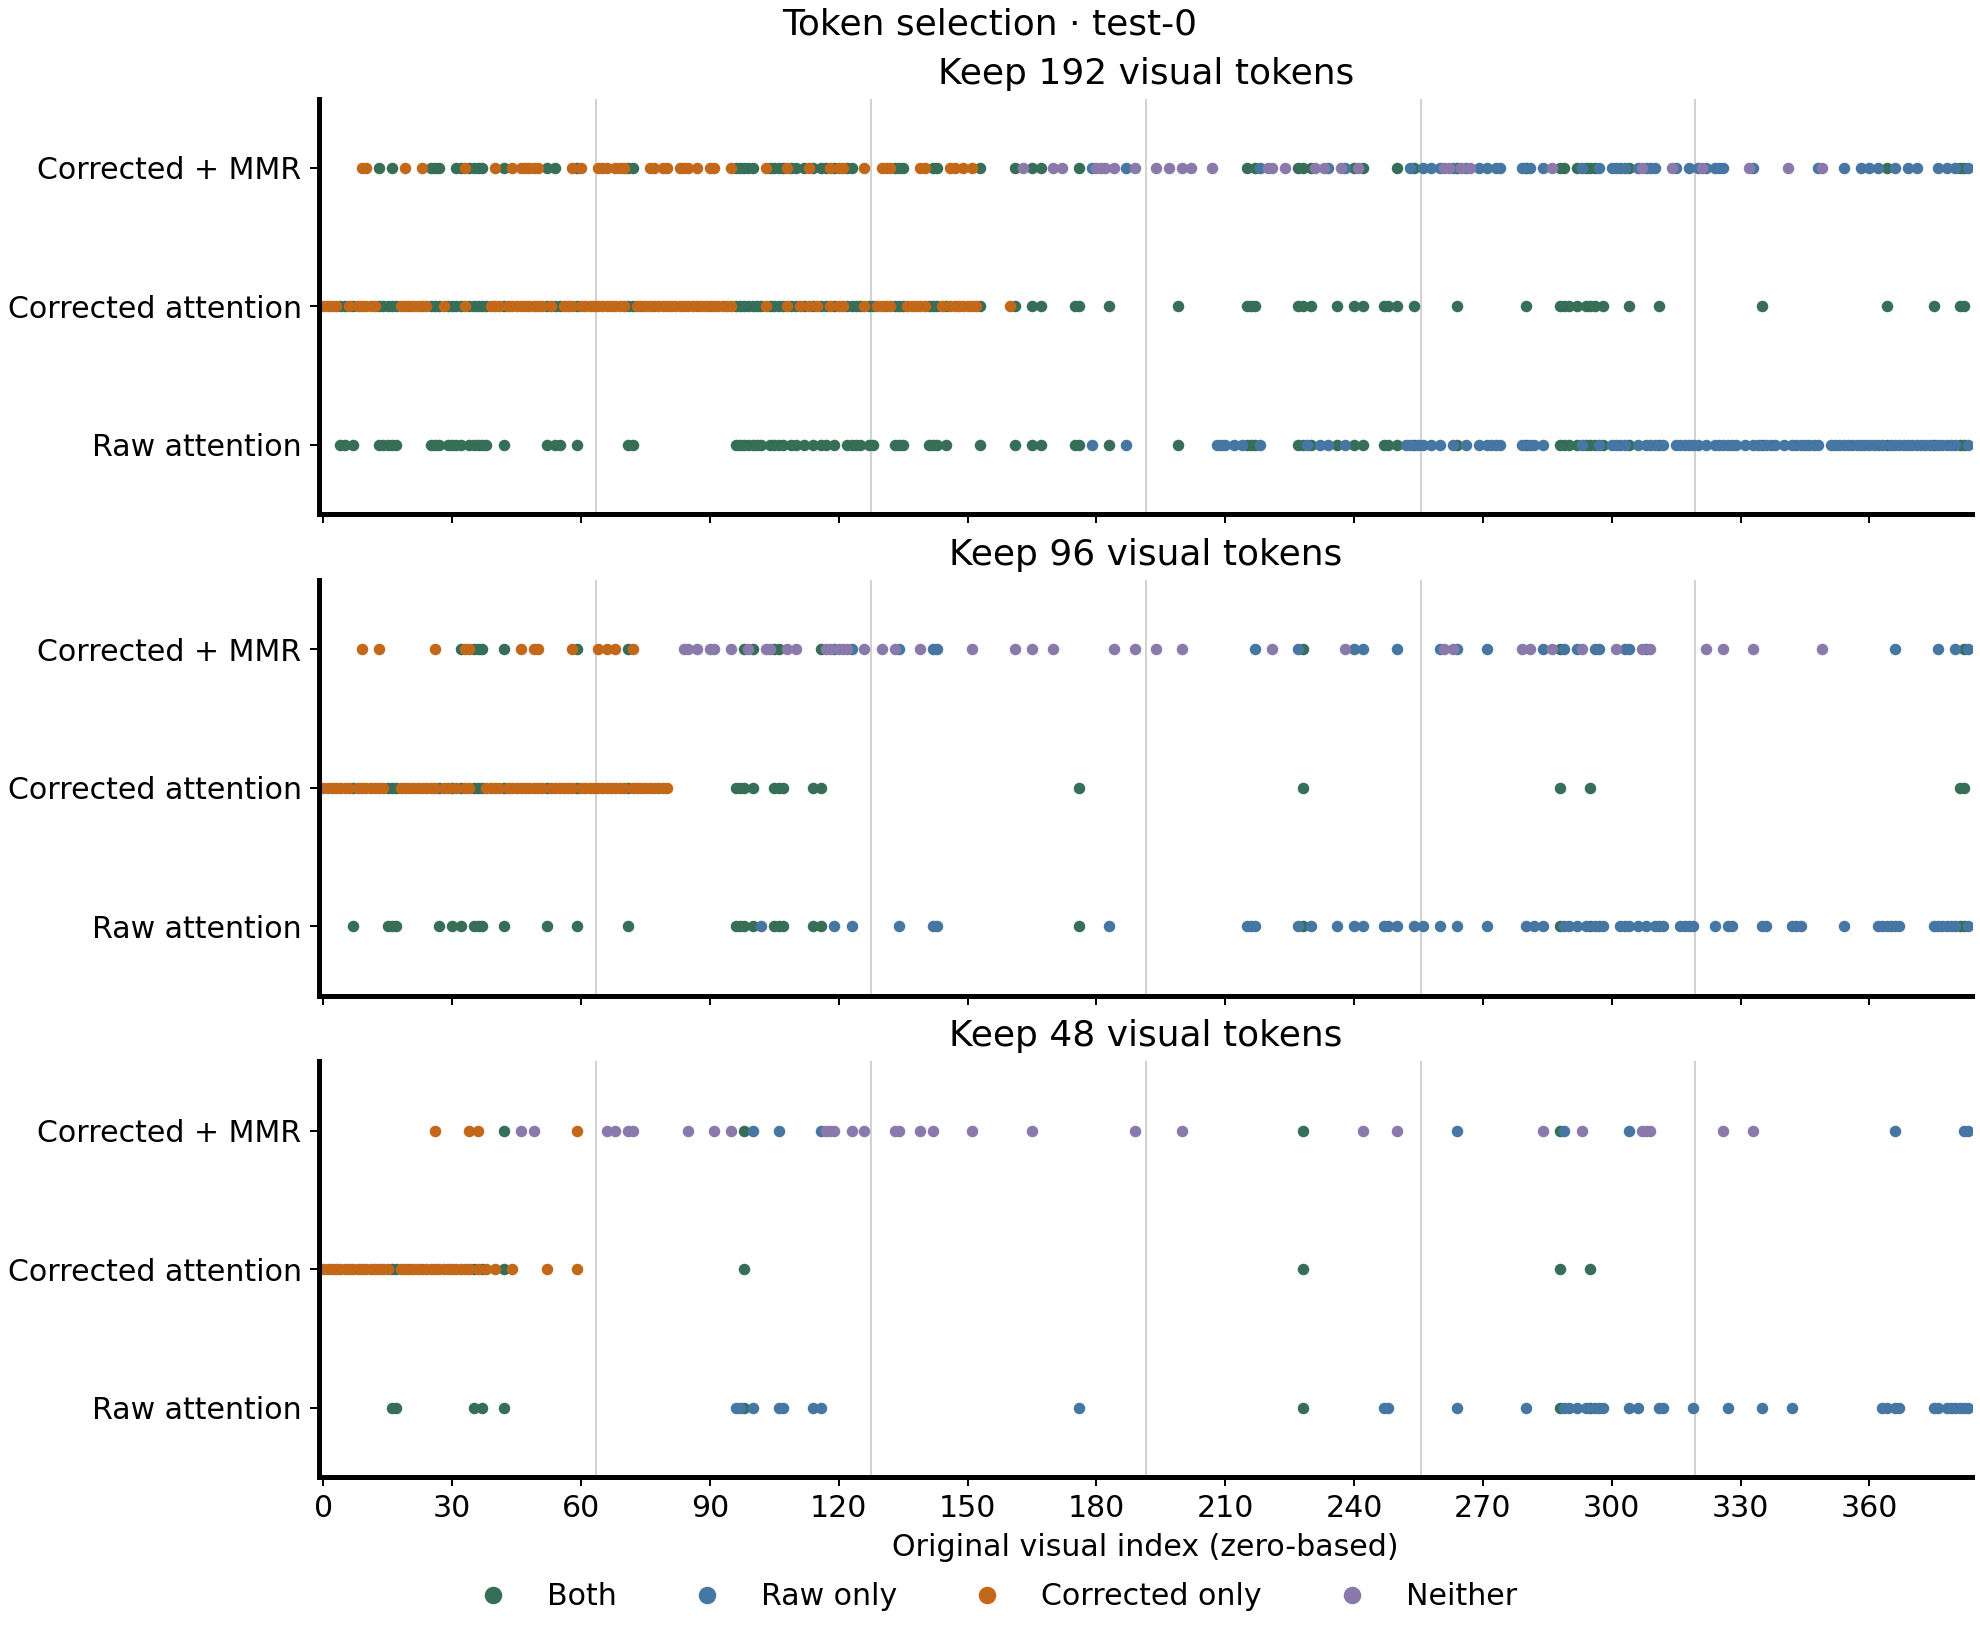 Token selection · test-0
Keep 192 visual tokens
Corrected + MMR
Corrected attention
Raw attention
Keep 96 visual tokens
Corrected + MMR
Corrected attention
Raw attention
Keep 48 visual tokens
Corrected + MMR
Corrected attention
Raw attention
0 30 60 90 120 150 180 210 240 270 300 330 360
Original visual index (zero-based)
Both Raw only Corrected only Neither